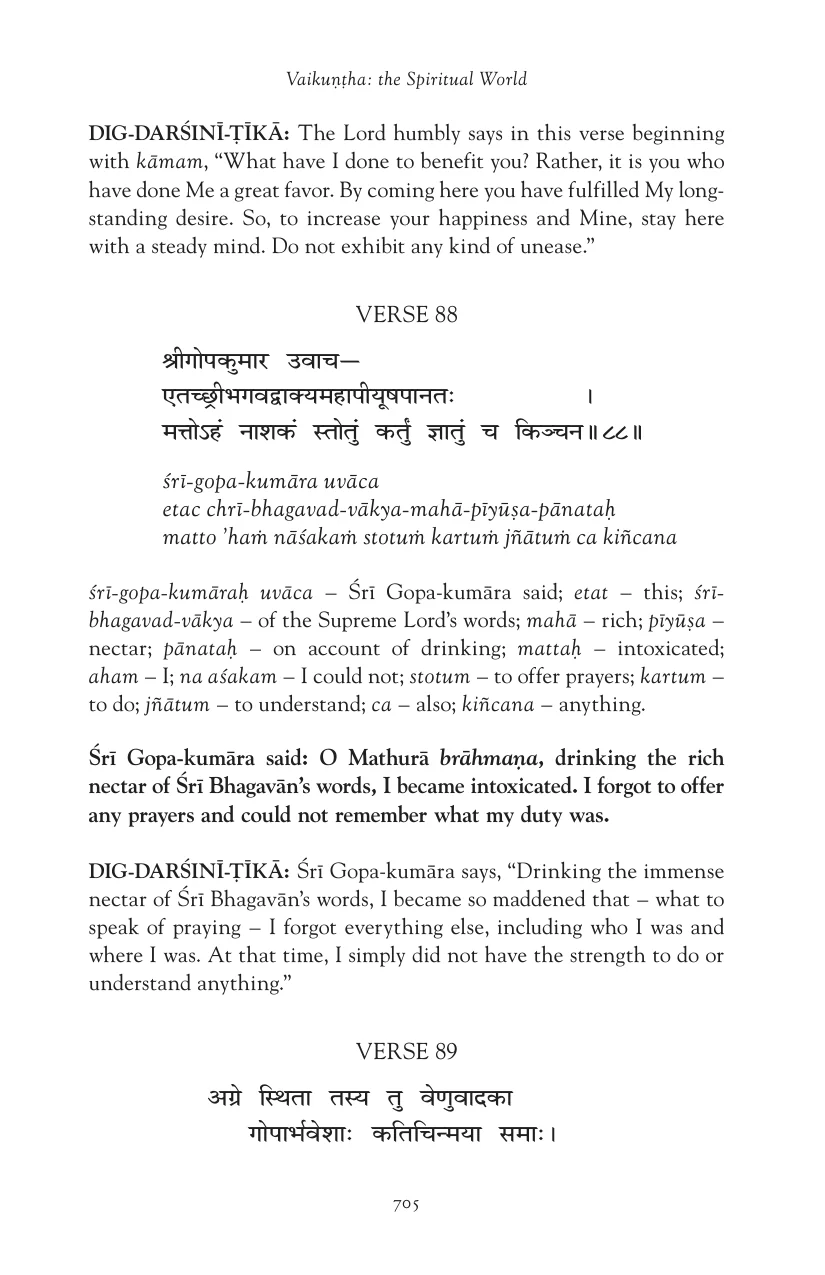 Vaikuṇṭha: the Spiritual World
DIG-DARŚINĪ-ṬĪKĀ: The Lord humbly says in this verse beginning
with kāmam, “What have I done to benefit you? Rather, it is you who
have done Me a great favor. By coming here you have fulfilled My long-
standing desire. So, to increase your happiness and Mine, stay here
with a steady mind. Do not exhibit any kind of unease.”
VERSE 88
श्रीगोपकुमार उवाच—
एतच्छ्रीभगवद्वाक्यमहापीयूषपानतः ।
मत्तोऽहं नाशकं स्तोतुं कर्तुं ज्ञातुं च किञ्चन॥८८॥
śrī-gopa-kumāra uvāca
etac chrī-bhagavad-vākya-mahā-pīyūṣa-pānataḥ
matto ’haṁ nāśakaṁ stotuṁ kartuṁ jñātuṁ ca kiñcana
śrī-gopa-kumāraḥ uvāca – Śrī Gopa-kumāra said; etat – this; śrī-
bhagavad-vākya – of the Supreme Lord’s words; mahā – rich; pīyūṣa –
nectar; pānataḥ – on account of drinking; mattaḥ – intoxicated;
aham – I; na aśakam – I could not; stotum – to offer prayers; kartum –
to do; jñātum – to understand; ca – also; kiñcana – anything.
Śrī Gopa-kumāra said: O Mathurā brāhmaṇa, drinking the rich
nectar of Śrī Bhagavān’s words, I became intoxicated. I forgot to offer
any prayers and could not remember what my duty was.
DIG-DARŚINĪ-ṬĪKĀ: Śrī Gopa-kumāra says, “Drinking the immense
nectar of Śrī Bhagavān’s words, I became so maddened that – what to
speak of praying – I forgot everything else, including who I was and
where I was. At that time, I simply did not have the strength to do or
understand anything.”
VERSE 89
अग्रे स्थिता तस्य तु वेणुवादका
गोपार्भवेशाः कतिचिन्मया समाः।
705